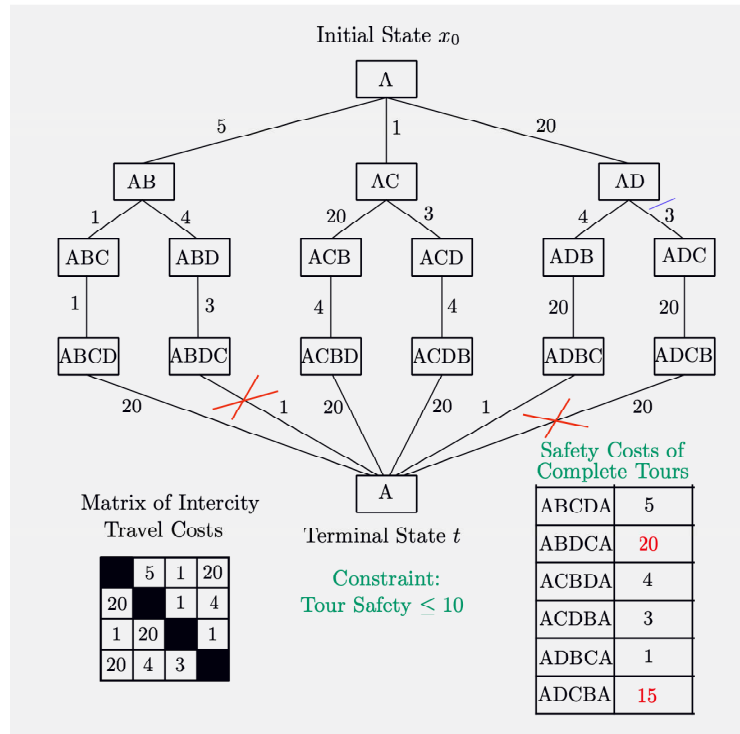 Initial State x₀
A
5 1 20
AB AC AD
1 4 20 3 4 3
ABC ABD ACB ACD ADB ADC
1 3 4 4 20 20
ABCD ABDC ACBD ACDB ADBC ADCB
20 1 20 20 1 20
A
Terminal State t
Matrix of Intercity
Travel Costs
5 1 20
20 1 4
1 20 1
20 4 3
Constraint:
Tour Safety ≤ 10
Safety Costs of
Complete Tours
ABCDA 5
ABDCA 20
ACBDA 4
ACDBA 3
ADBCA 1
ADCBA 15